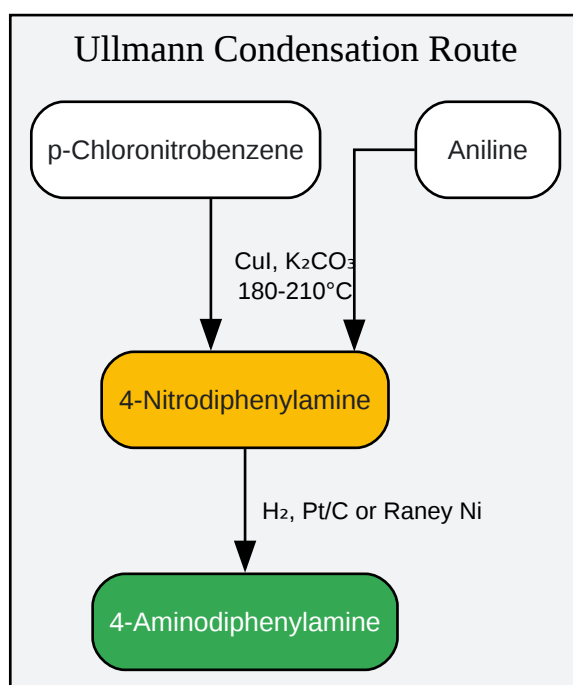 Ullmann Condensation Route
p-Chloronitrobenzene
Aniline
CuI, K₂CO₃
180-210°C
4-Nitrodiphenylamine
H₂, Pt/C or Raney Ni
4-Aminodiphenylamine